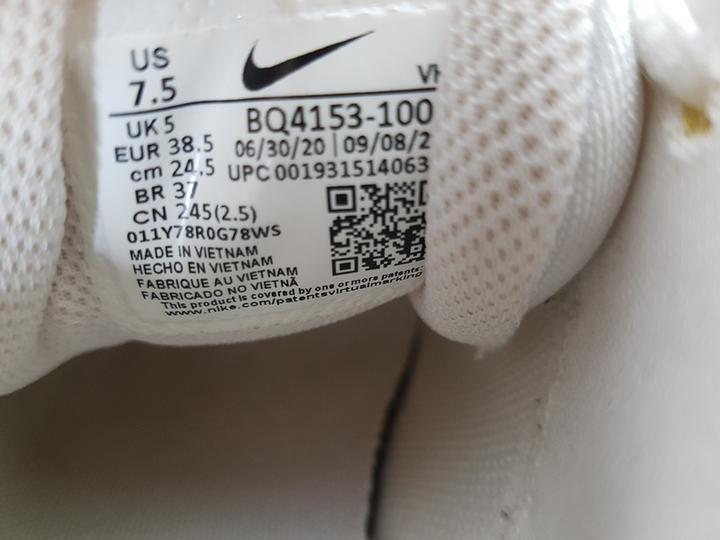 US
7.5
VI
UK 5
BQ4153-100
EUR 38.5
06/30/20 | 09/08/2
cm 24.5
UPC 001931514063
BR 37
CN 245(2.5)
011Y78R0G78WS
MADE IN VIETNAM
HECHO EN VIETNAM
FABRIQUE AU VIETNAM
FABRICADO NO VIETNÃ
This product is covered by one or more patents:
www.nike.com/patentsvirtualmarking